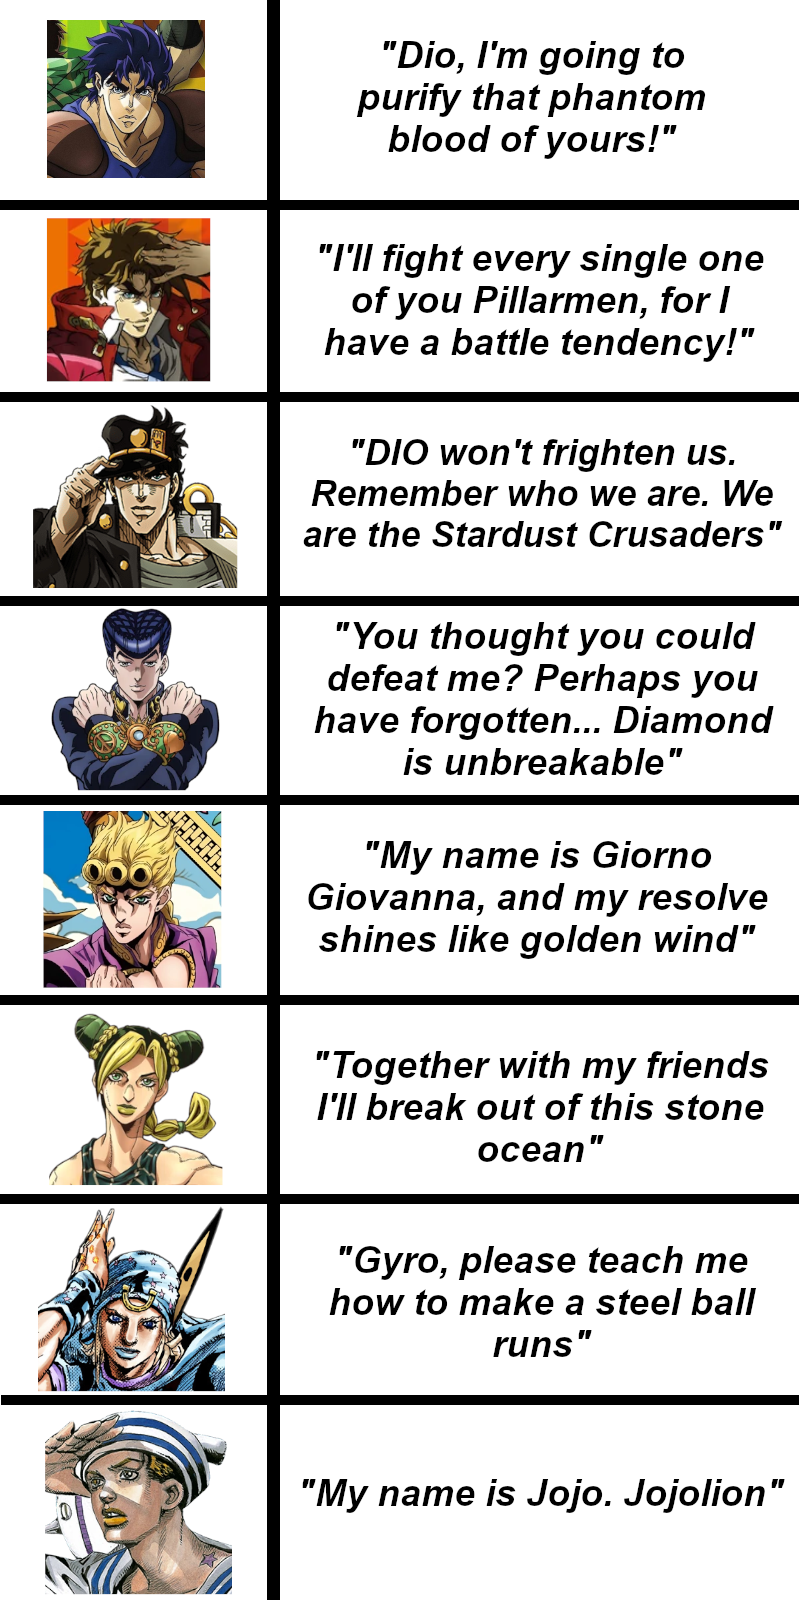 "Dio, I'm going to
purify that phantom
blood of yours!"
"I'll fight every single one
of you Pillarmen, for I
have a battle tendency!"
"DIO won't frighten us.
Remember who we are. We
are the Stardust Crusaders"
"You thought you could
defeat me? Perhaps you
have forgotten... Diamond
is unbreakable"
"My name is Giorno
Giovanna, and my resolve
shines like golden wind"
"Together with my friends
I'll break out of this stone
ocean"
"Gyro, please teach me
how to make a steel ball
runs"
"My name is Jojo. Jojolion"